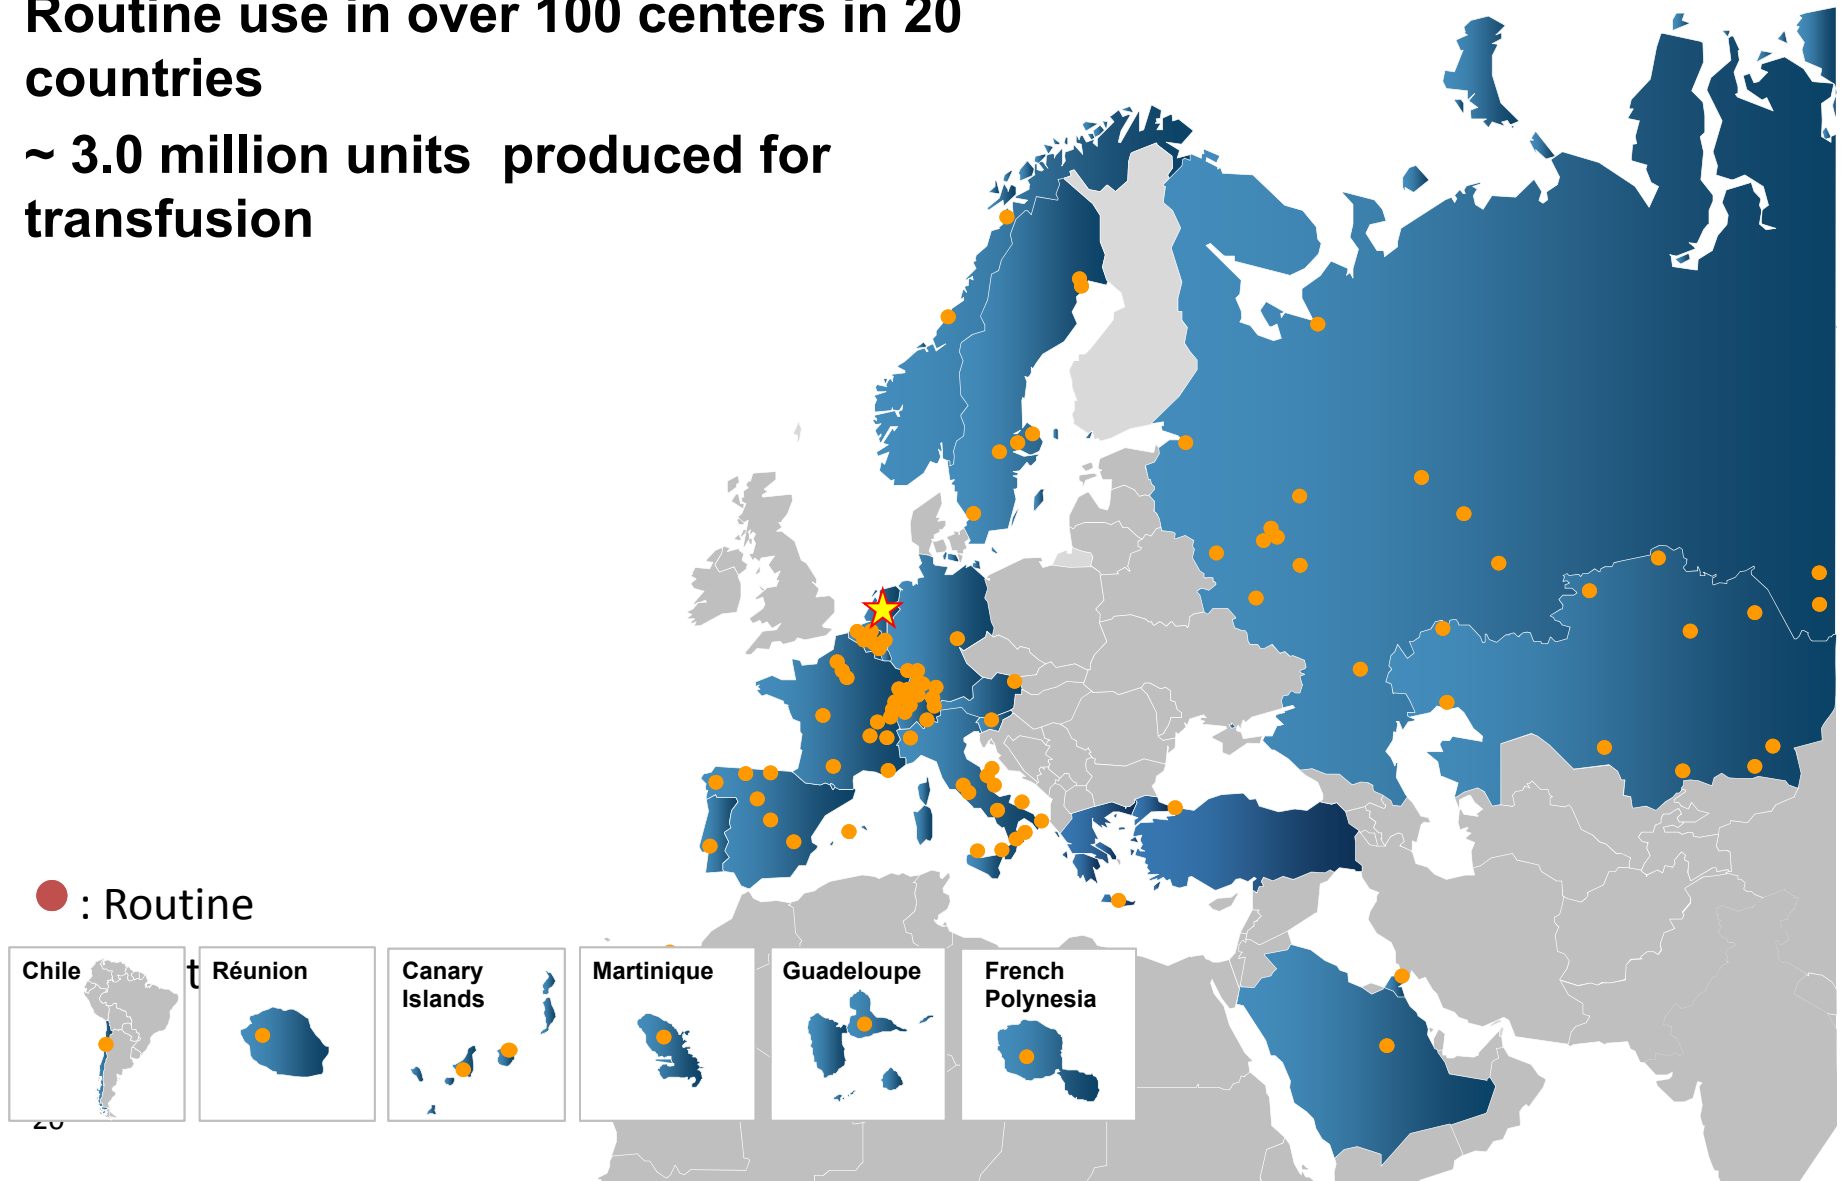 Routine use in over 100 centers in 20
countries
~ 3.0 million units produced for
transfusion
: Routine
Chile
t
Réunion
Canary
Islands
Martinique
Guadeloupe
French
Polynesia